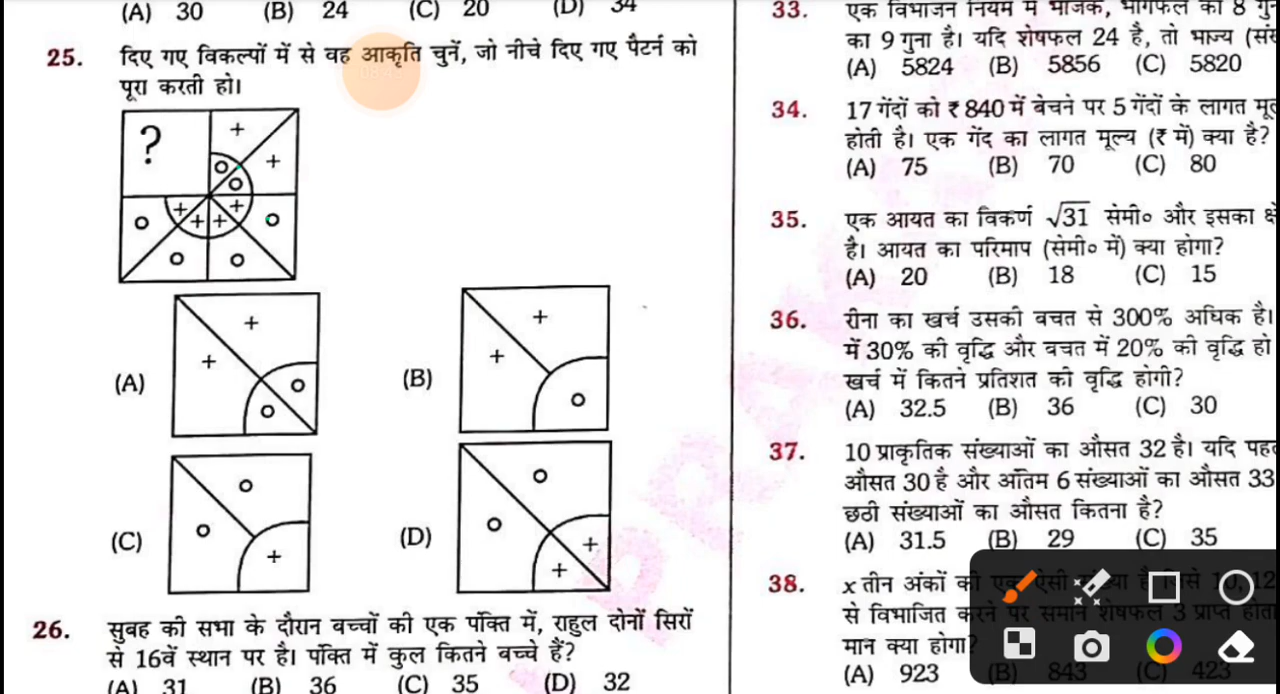 (A) 30 (B) 24 (C) 20 (D) 34
25. दिए गए विकल्पों में से वह आकृति चुनें, जो नीचे दिए गए पैटर्न को
पूरा करती हो।
?
(A)
(B)
(C)
(D)
26. सुबह की सभा के दौरान बच्चों की एक पंक्ति में, राहुल दोनों सिरों
से 16वें स्थान पर है। पंक्ति में कुल कितने बच्चे हैं?
(A) 31 (B) 36 (C) 35 (D) 32
33. एक विभाजन नियम में भाजक, भागफल का 8 गु
का 9 गुना है। यदि शेषफल 24 है, तो भाज्य
(A) 5824 (B) 5856 (C) 5820
34. 17 गेंदों को ₹ 840 में बेचने पर 5 गेंदों के लागत
होती है। एक गेंद का लागत मूल्य (₹ में) क्या है?
(A) 75 (B) 70 (C) 80
35. एक आयत का विकर्ण √31 सेमी० और इसका
है। आयत का परिमाप (सेमी० में) क्या होगा?
(A) 20 (B) 18 (C) 15
36. रीना का खर्च उसकी बचत से 300% अधिक है।
में 30% की वृद्धि और बचत में 20% की वृद्धि हो
खर्च में कितने प्रतिशत की वृद्धि होगी?
(A) 32.5 (B) 36 (C) 30
37. 10 प्राकृतिक संख्याओं का औसत 32 है। यदि
औसत 30 है और अंतिम 6 संख्याओं का औसत 33
छठी संख्याओं का औसत कितना है?
(A) 31.5 (B) 29 (C) 35
38. x तीन अंकों की एक ऐसी संख्या है जिसे 10, 12
से विभाजित करने पर समान शेषफल 3 प्राप्त होता
मान क्या होगा?
(A) 923 (B) 843 (C) 423